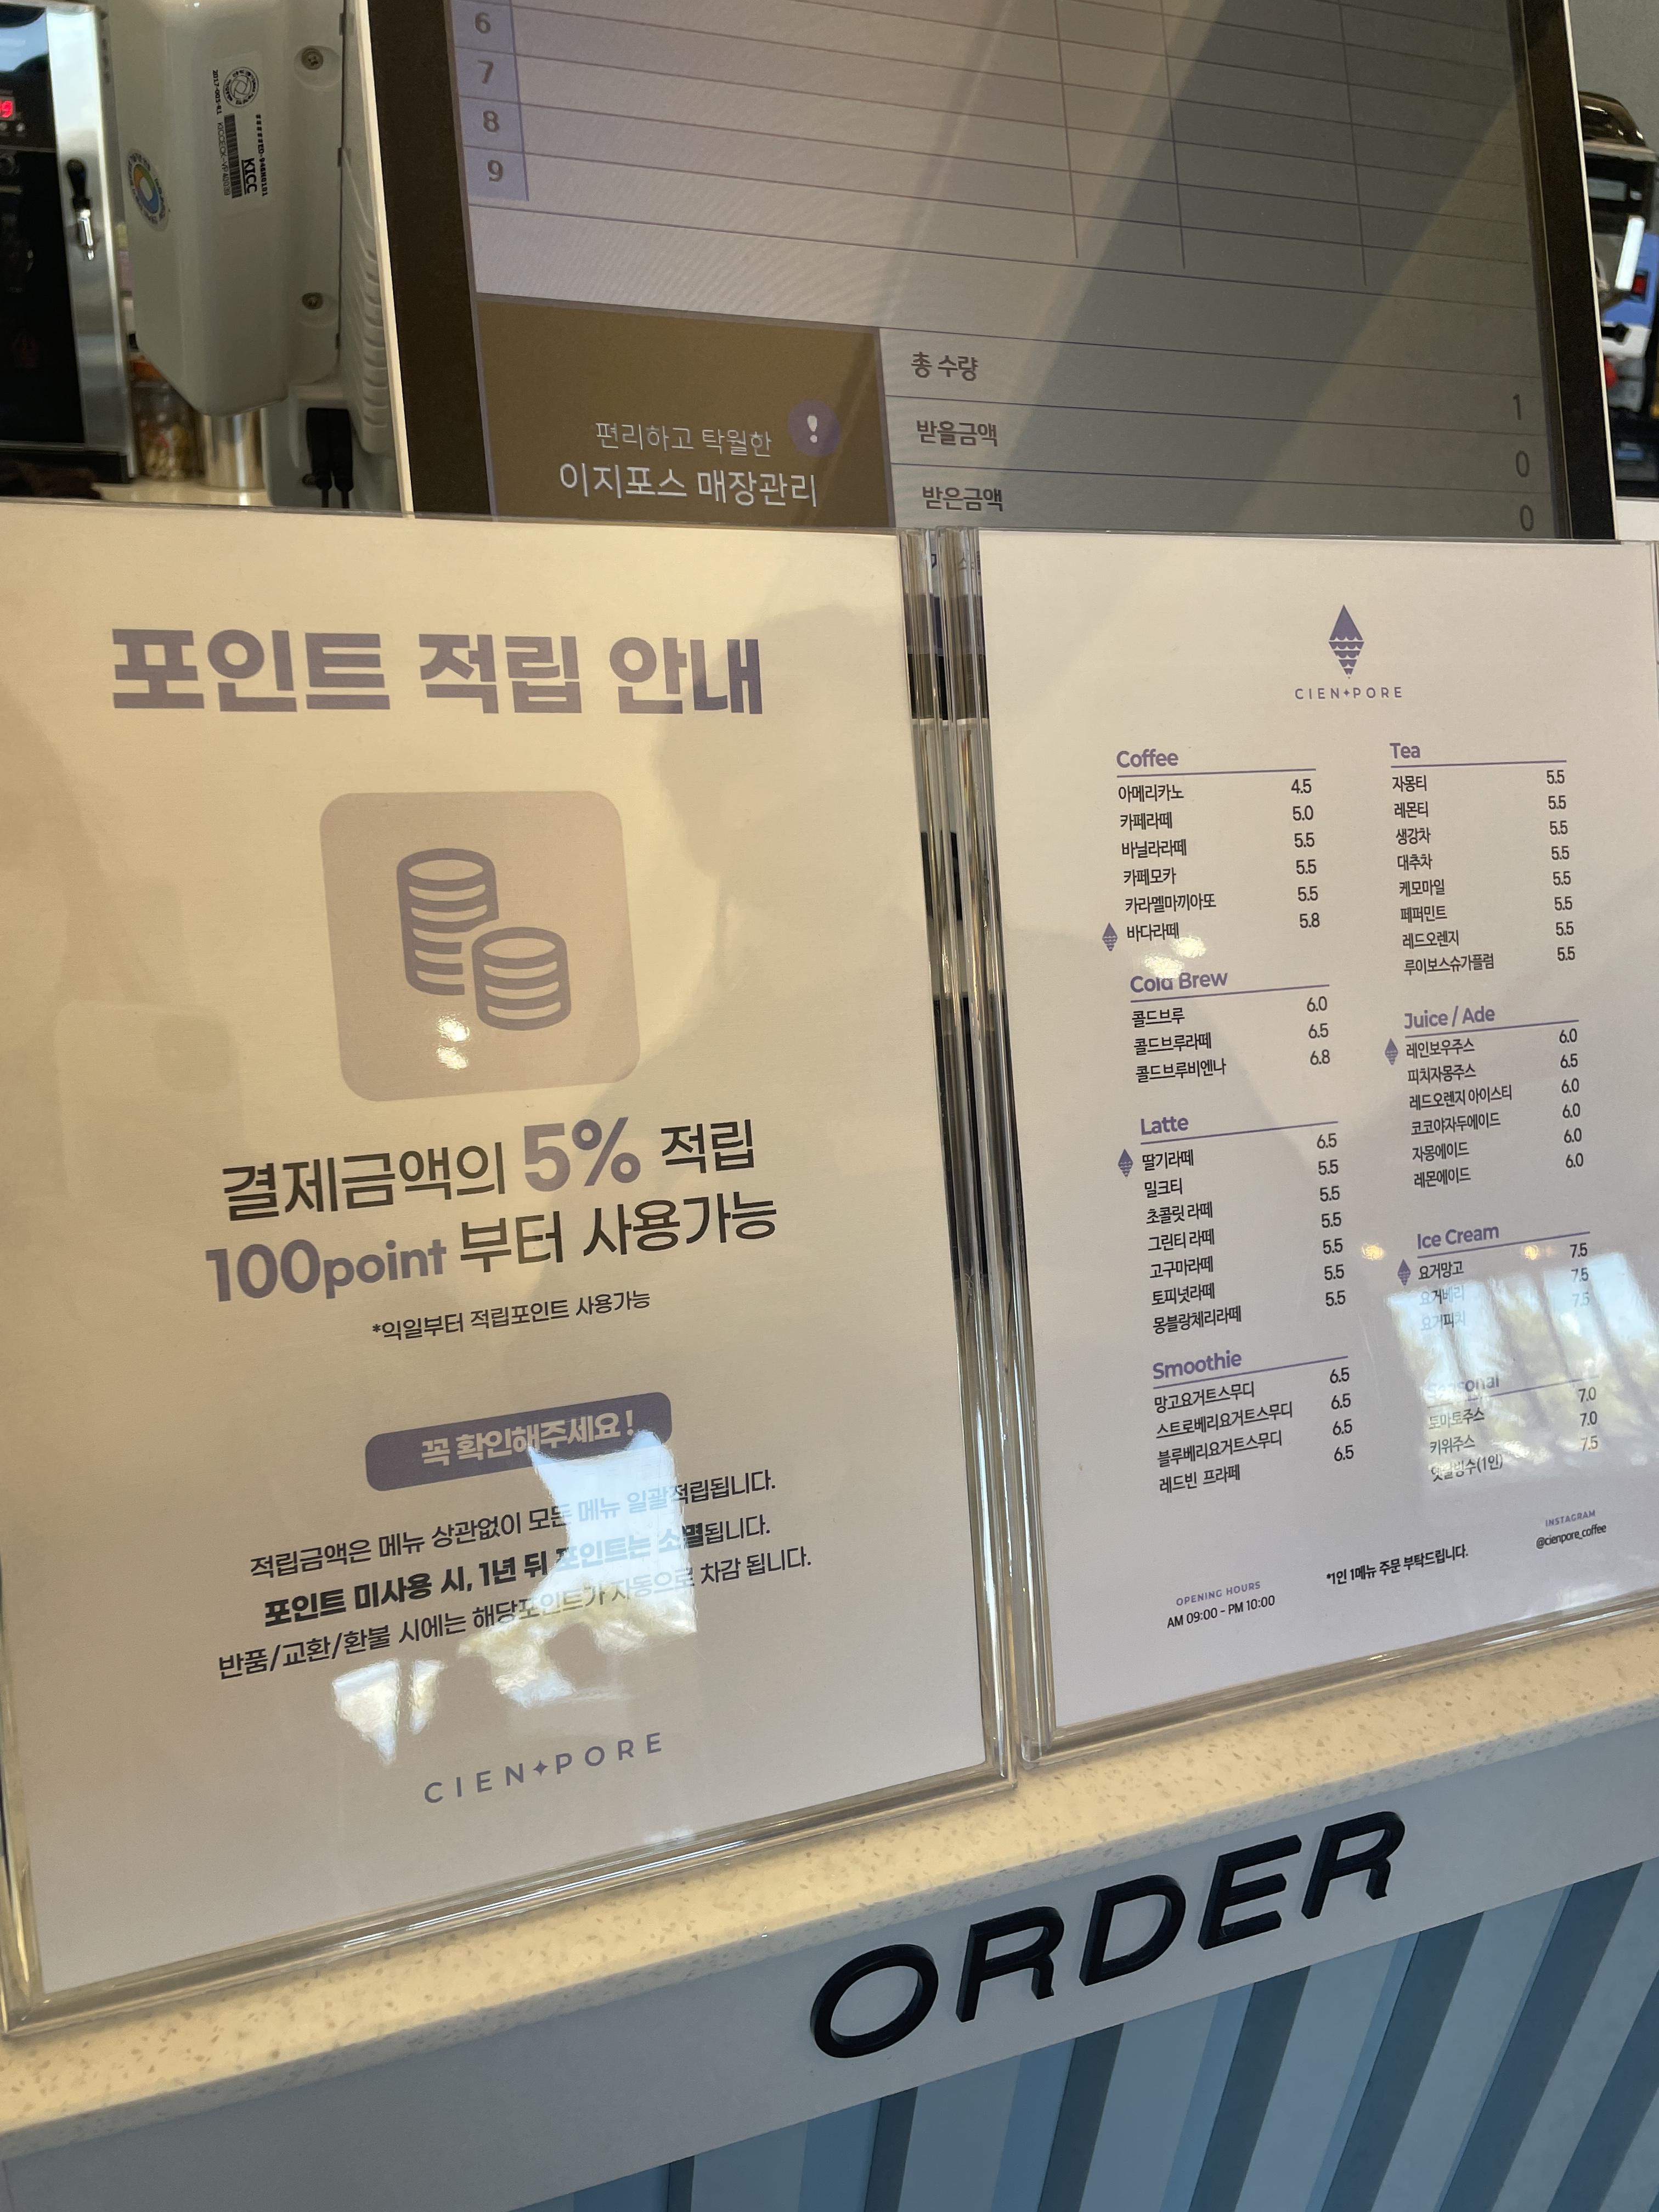 6
7
8
9
KICC
총 수량 1
받을금액 0
받은금액 0
편리하고 탁월한
이지포스 매장관리
포인트 적립 안내
결제금액의 5% 적립
100point 부터 사용가능
*익일부터 적립포인트 사용가능
꼭 확인해주세요!
적립금액은 메뉴 상관없이 모든 메뉴 일괄적립됩니다.
포인트 미사용 시, 1년 뒤 포인트는 소멸됩니다.
반품/교환/환불 시에는 해당포인트가 자동으로 차감 됩니다.
CIEN PORE
CIEN PORE
Coffee
아메리카노 4.5
카페라떼 5.0
바닐라라떼 5.5
카페모카 5.5
카라멜마끼아또 5.5
바다라떼 5.8
Cold Brew
콜드브루 6.0
콜드브루라떼 6.5
콜드브루비엔나 6.8
Latte
딸기라떼 6.5
밀크티 5.5
초콜릿 라떼 5.5
그린티 라떼 5.5
고구마라떼 5.5
토피넛라떼 5.5
몽블랑체리라떼 5.5
Smoothie
망고요거트스무디 6.5
스트로베리요거트스무디 6.5
블루베리요거트스무디 6.5
레드빈 프라페 6.5
Tea
자몽티 5.5
레몬티 5.5
생강차 5.5
대추차 5.5
케모마일 5.5
페퍼민트 5.5
레드오렌지 5.5
루이보스슈가플럼 5.5
Juice / Ade
레인보우주스 6.0
피치자몽주스 6.5
레드오렌지 아이스티 6.0
코코야자두에이드 6.0
자몽에이드 6.0
레몬에이드 6.0
Ice Cream
요거망고 7.5
요거베리 7.5
요거피치 7.5
Seasonal
토마토주스 7.0
키위주스 7.0
옛날빙수(1인) 7.5
OPENING HOURS
AM 09:00 - PM 10:00
*1인 1메뉴 주문 부탁드립니다.
INSTAGRAM
@cienpore_coffee
ORDER